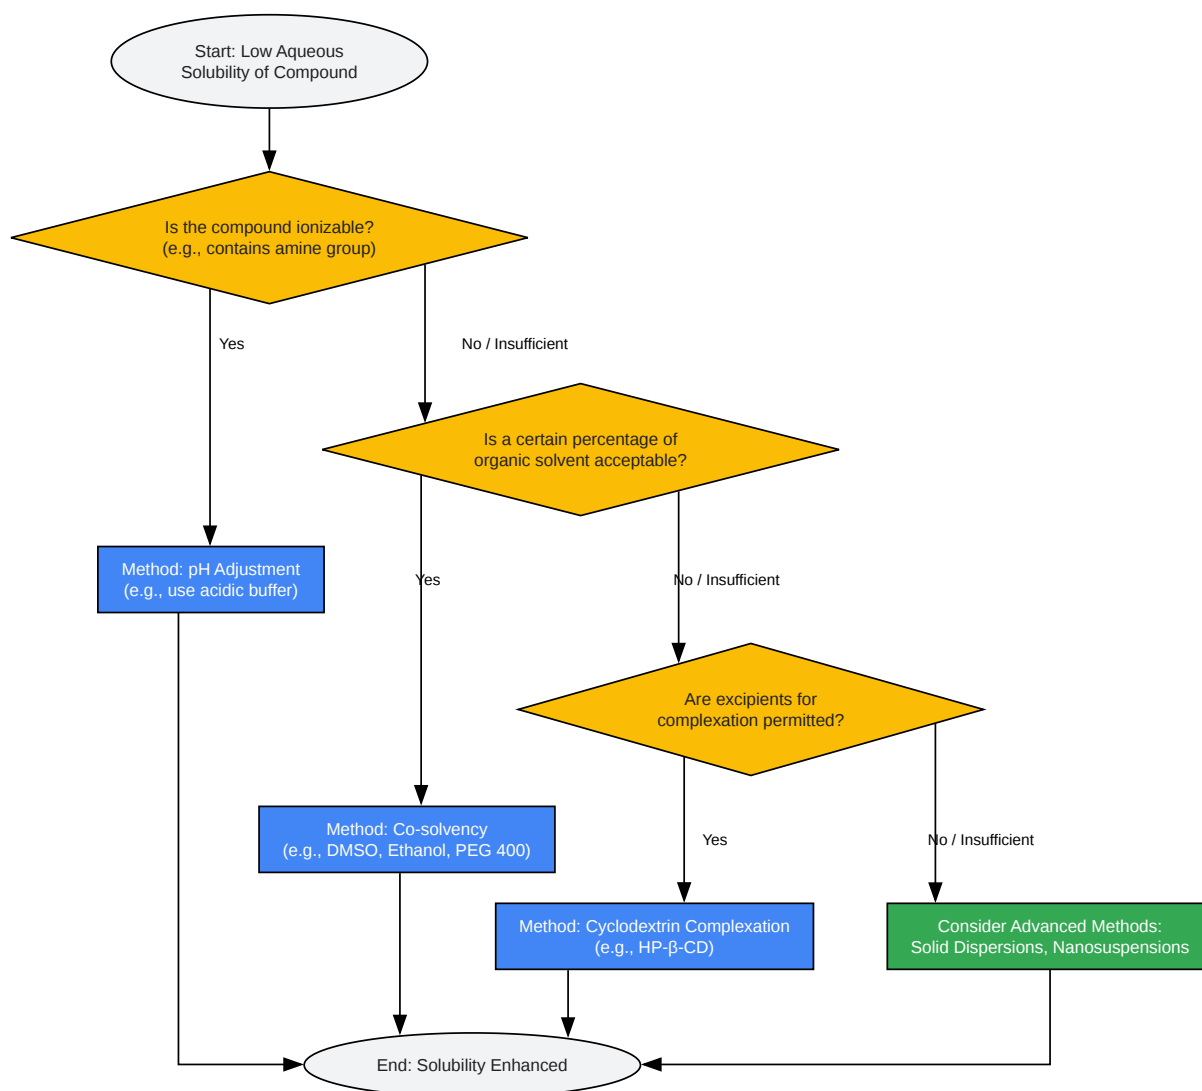 Start: Low Aqueous
Solubility of Compound
Is the compound ionizable?
(e.g., contains amine group)
Yes
No / Insufficient
Is a certain percentage of
organic solvent acceptable?
Method: pH Adjustment
(e.g., use acidic buffer)
Yes
No / Insufficient
Are excipients for
complexation permitted?
Method: Co-solvency
(e.g., DMSO, Ethanol, PEG 400)
Yes
No / Insufficient
Method: Cyclodextrin Complexation
(e.g., HP-β-CD)
Consider Advanced Methods:
Solid Dispersions, Nanosuspensions
End: Solubility Enhanced